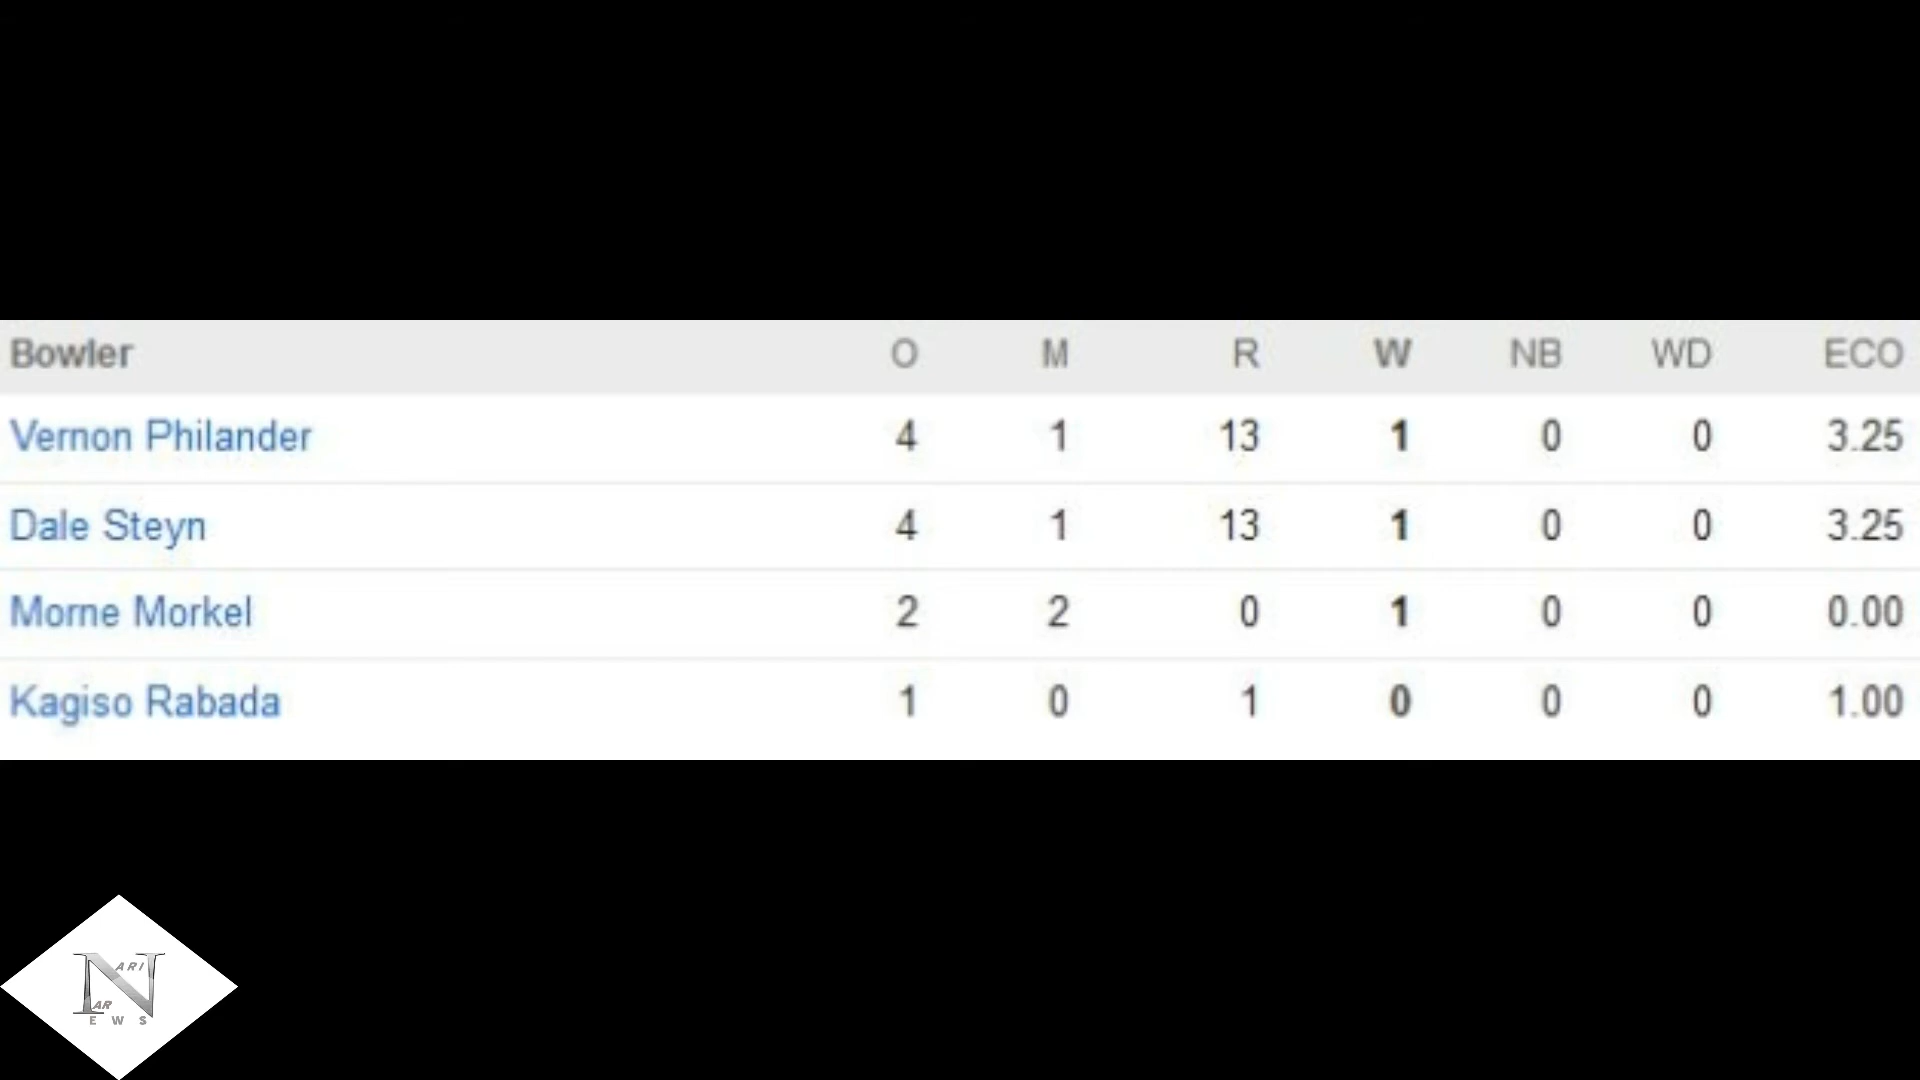 Bowler O M R W NB WD ECO
Vernon Philander 4 1 13 1 0 0 3.25
Dale Steyn 4 1 13 1 0 0 3.25
Morne Morkel 2 2 0 1 0 0 0.00
Kagiso Rabada 1 0 1 0 0 0 1.00
N ARI
AR
E W S